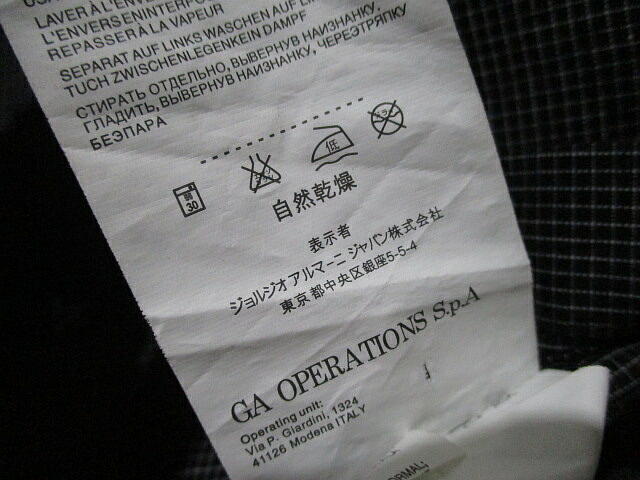 LAVER À L'ENVERS
L'ENVERS EN INTERPO
REPASSER À LA VAPEUR
SEPARAT AUF LINKS WASCHEN AUF LIN
TUCH ZWISCHENLEGEN KEIN DAMPF
СТИРАТЬ ОТДЕЛЬНО, ВЫВЕРНУВ НАИЗНАНКУ,
ГЛАДИТЬ, ВЫВЕРНУВ НАИЗНАНКУ, ЧЕРЕЗ ТРЯПКУ
БЕЗ ПАРА
弱
30
低
自然乾燥
表示者
ジョルジオ アルマーニ ジャパン株式会社
東京都中央区銀座5-5-4
GA OPERATIONS S.p.A
Operating unit:
Via P. Giardini, 1324
41126 Modena ITALY